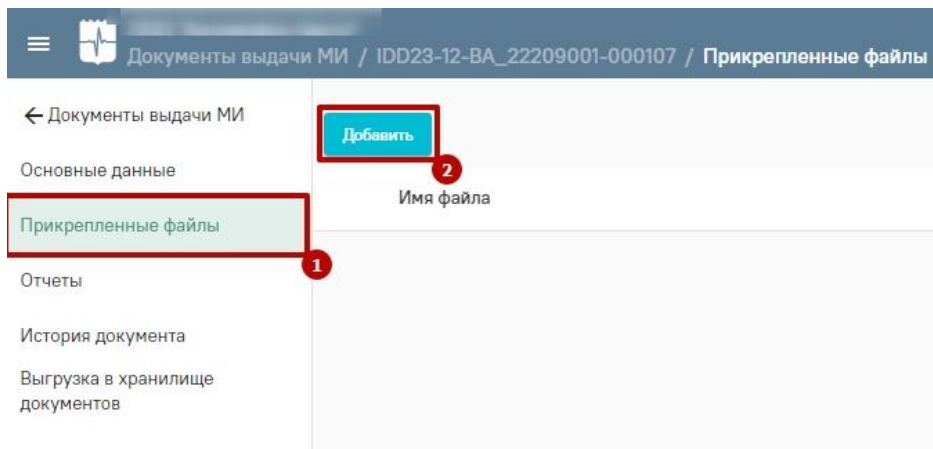 Документы выдачи МИ / IDD23-12-BA_22209001-000107 / Прикрепленные файлы
← Документы выдачи МИ
Добавить
2
Основные данные
Имя файла
Прикрепленные файлы
1
Отчеты
История документа
Выгрузка в хранилище
документов